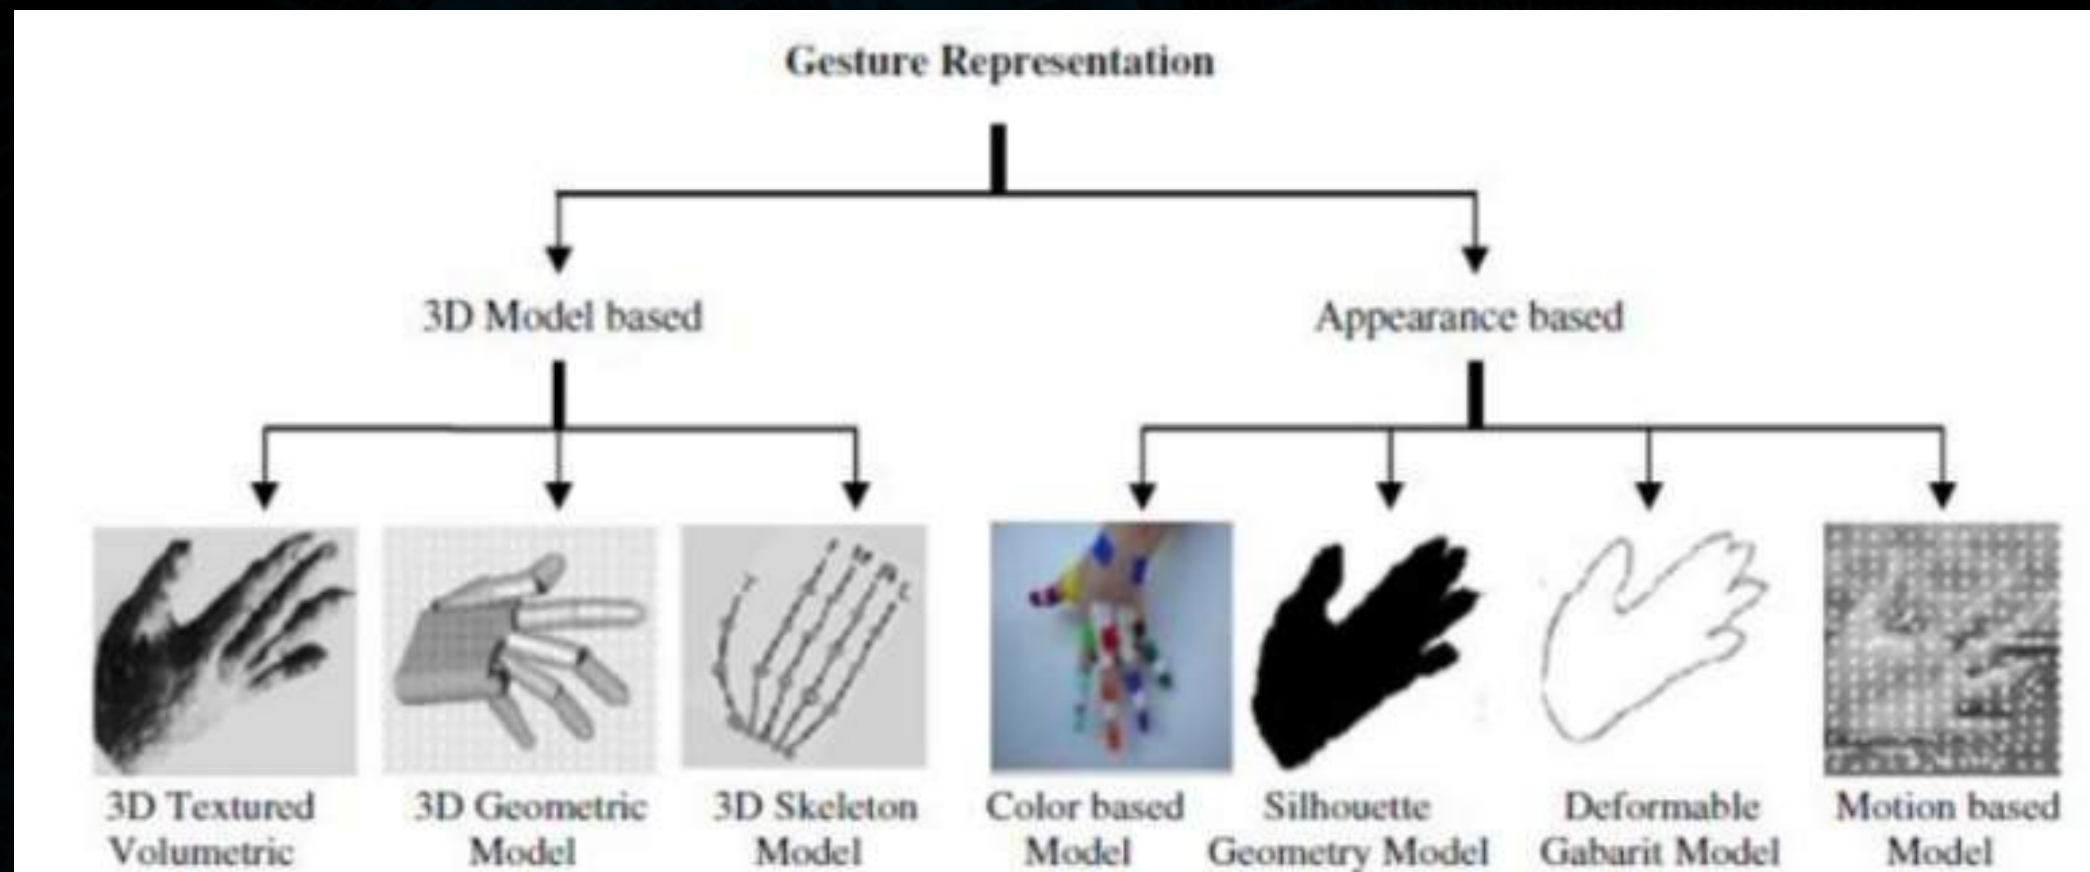 Gesture Representation
3D Model based
Appearance based
3D Textured
Volumetric
3D Geometric
Model
3D Skeleton
Model
Color based
Model
Silhouette
Geometry Model
Deformable
Gabarit Model
Motion based
Model